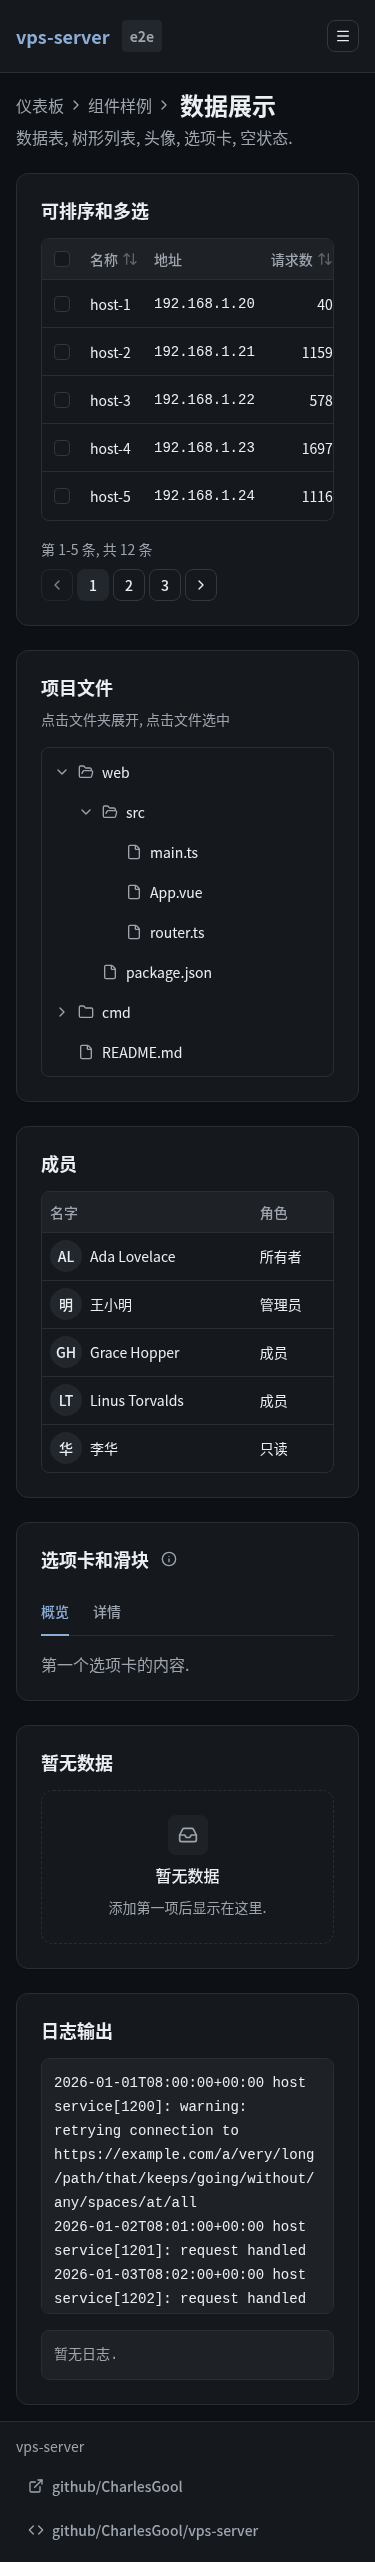 vps-server e2e
仪表板 组件样例 数据展示
数据表, 树形列表, 头像, 选项卡, 空状态.
可排序和多选
名称 地址 请求数
host-1 192.168.1.20 40
host-2 192.168.1.21 1159
host-3 192.168.1.22 578
host-4 192.168.1.23 1697
host-5 192.168.1.24 1116
第 1-5 条, 共 12 条
1 2 3
项目文件
点击文件夹展开, 点击文件选中
web
src
main.ts
App.vue
router.ts
package.json
cmd
README.md
成员
名字 角色
AL Ada Lovelace 所有者
明 王小明 管理员
GH Grace Hopper 成员
LT Linus Torvalds 成员
华 李华 只读
选项卡和滑块
概览 详情
第一个选项卡的内容.
暂无数据
暂无数据
添加第一项后显示在这里.
日志输出
2026-01-01T08:00:00+00:00 host
service[1200]: warning:
retrying connection to
https://example.com/a/very/long
/path/that/keeps/going/without/
any/spaces/at/all
2026-01-02T08:01:00+00:00 host
service[1201]: request handled
2026-01-03T08:02:00+00:00 host
service[1202]: request handled
暂无日志.
vps-server
github/CharlesGool
github/CharlesGool/vps-server